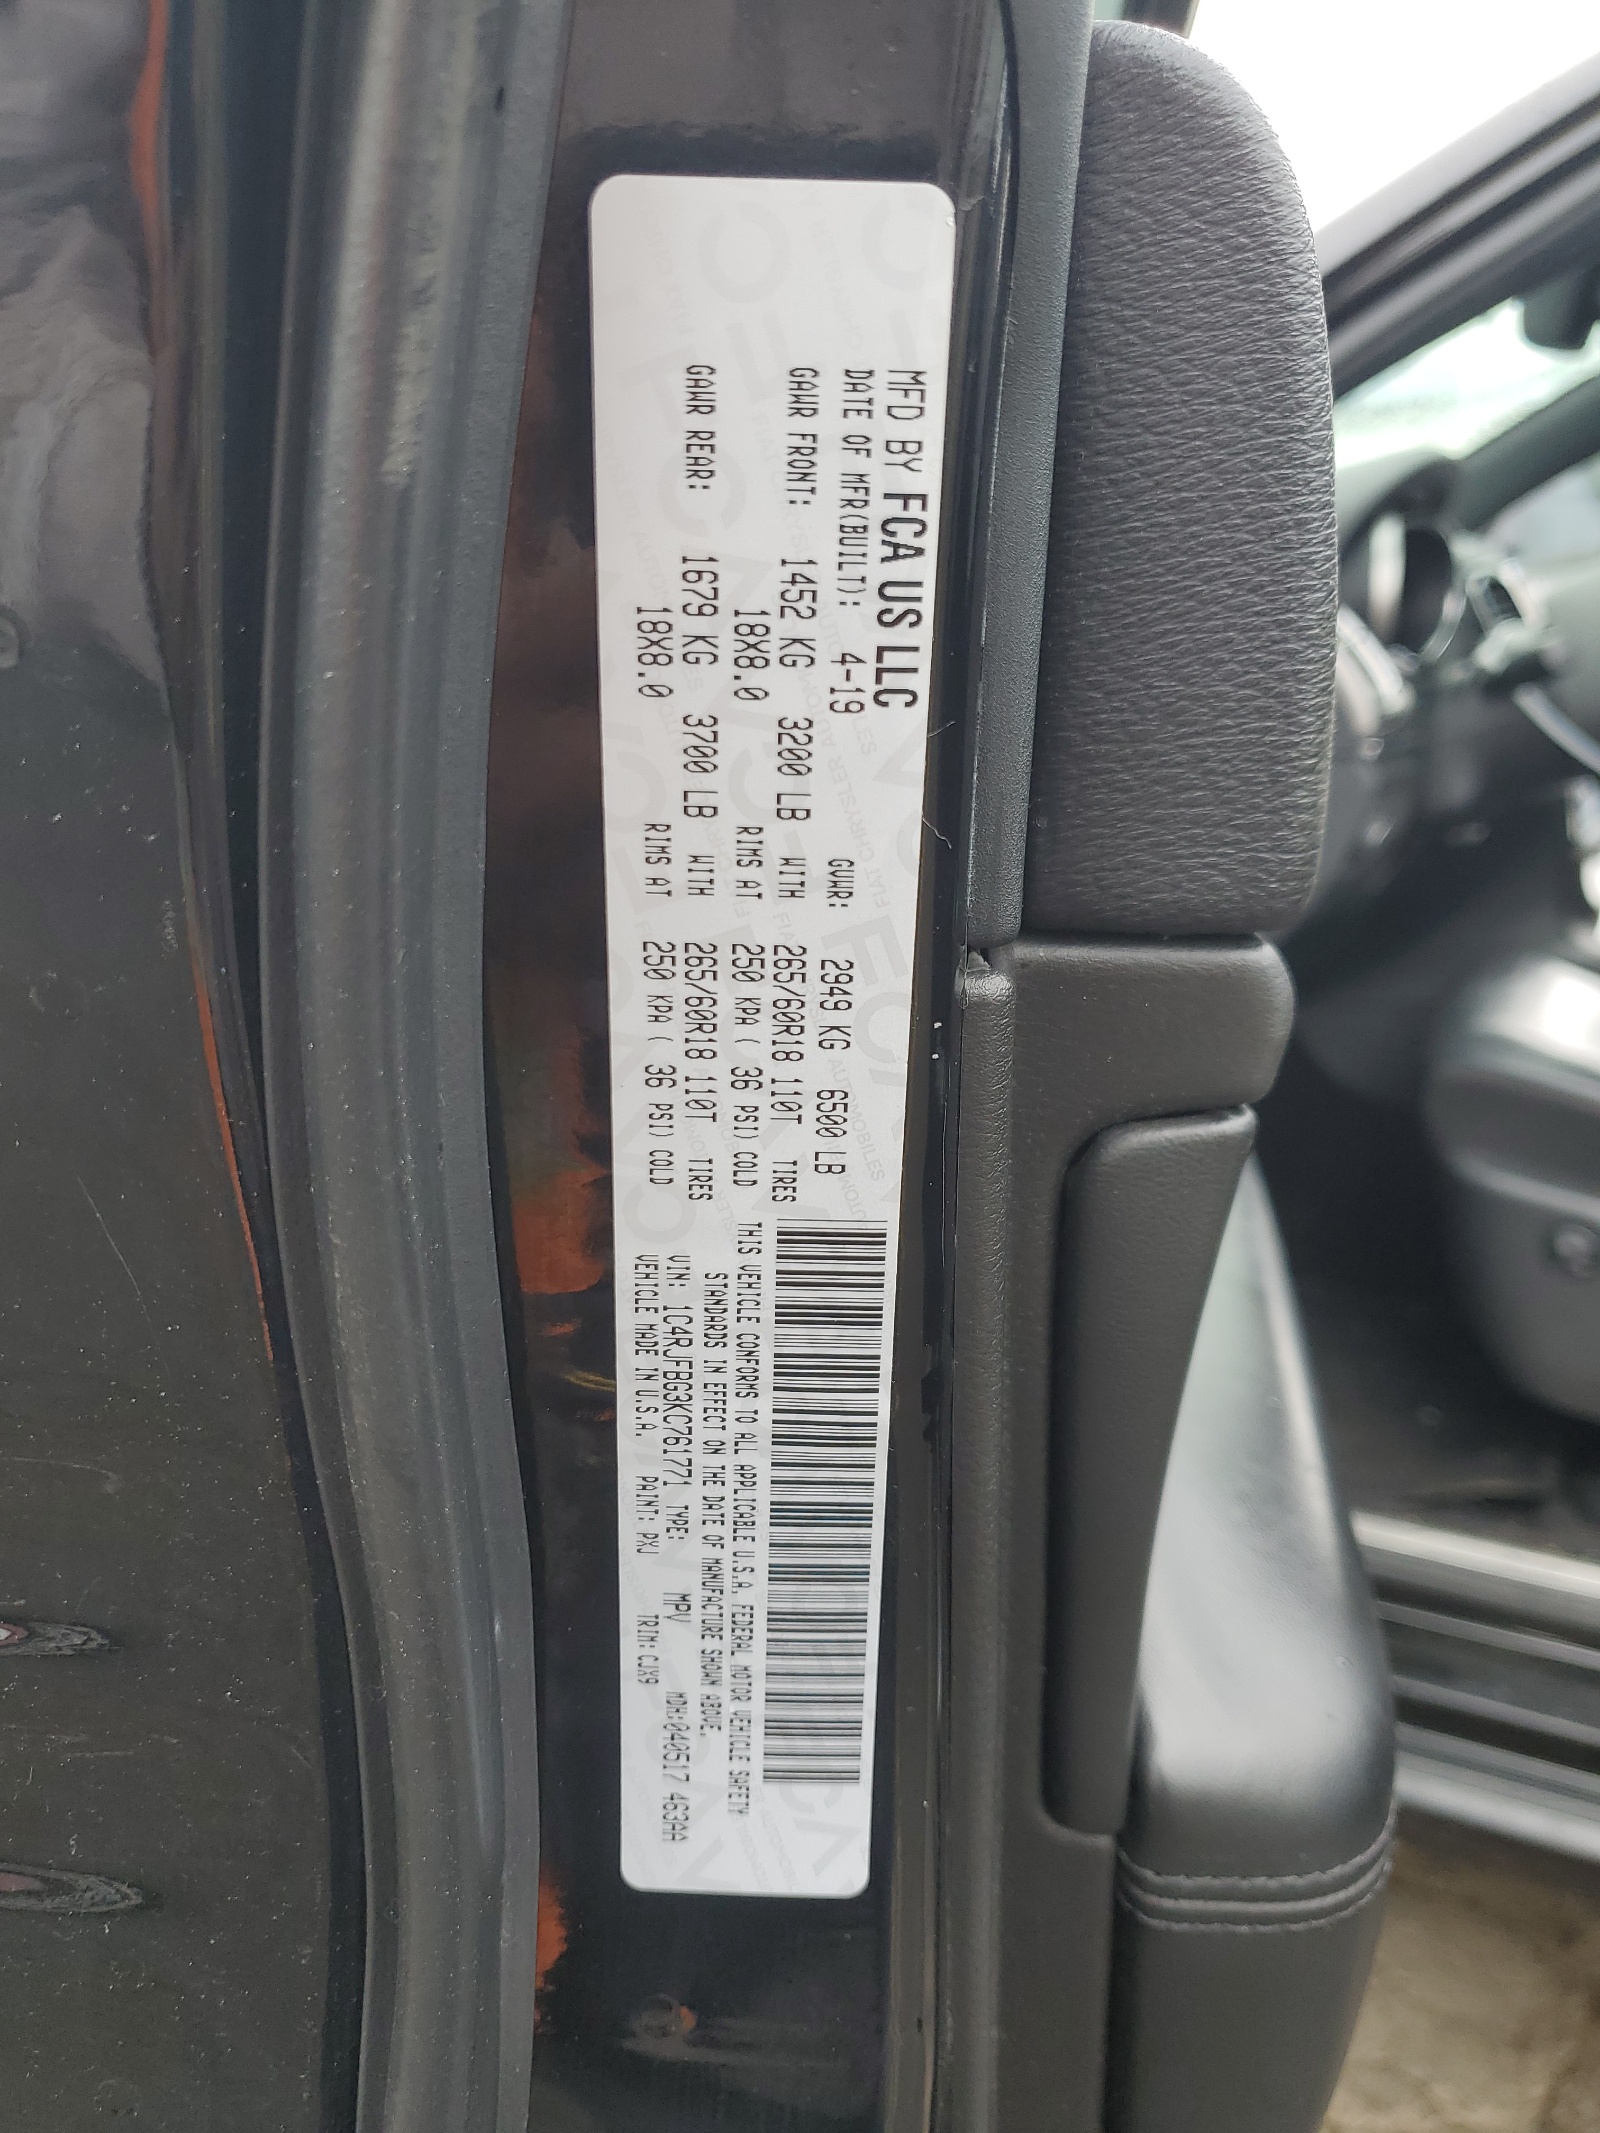 MFD BY FCA US LLC
DATE OF MFR(BUILT): 4-19 GVWR: 2949 KG 6500 LB
GAWR FRONT: 1452 KG 3200 LB WITH 265/60R18 110T TIRES
18X8.0 RIMS AT 250 KPA ( 36 PSI) COLD
GAWR REAR: 1679 KG 3700 LB WITH 265/60R18 110T TIRES
18X8.0 RIMS AT 250 KPA ( 36 PSI) COLD
THIS VEHICLE CONFORMS TO ALL APPLICABLE U.S.A. FEDERAL MOTOR VEHICLE SAFETY
STANDARDS IN EFFECT ON THE DATE OF MANUFACTURE SHOWN ABOVE.
VIN: 1C4RJFBG3KC761771 TYPE: MPV MDH:040517 463AA
VEHICLE MADE IN U.S.A. PAINT: PXJ TRIM: CJX9